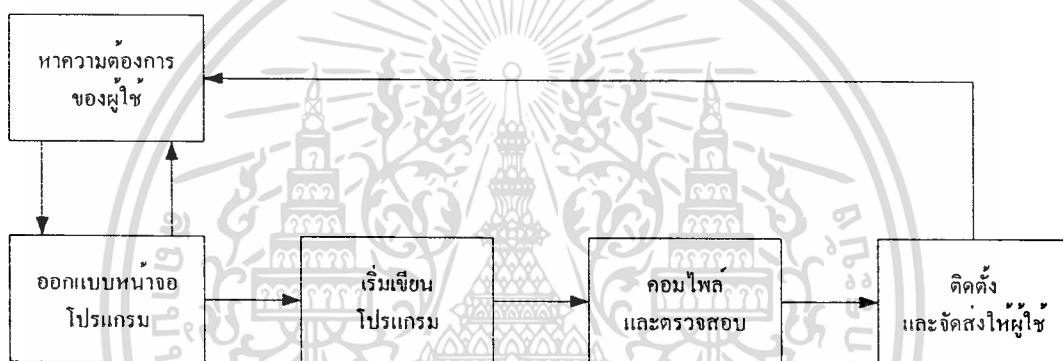 หาความต้องการ
ของผู้ใช้
ออกแบบหน้าจอ
โปรแกรม
เริ่มเขียน
โปรแกรม
คอมไพล์
และตรวจสอบ
ติดตั้ง
และจัดส่งให้ผู้ใช้